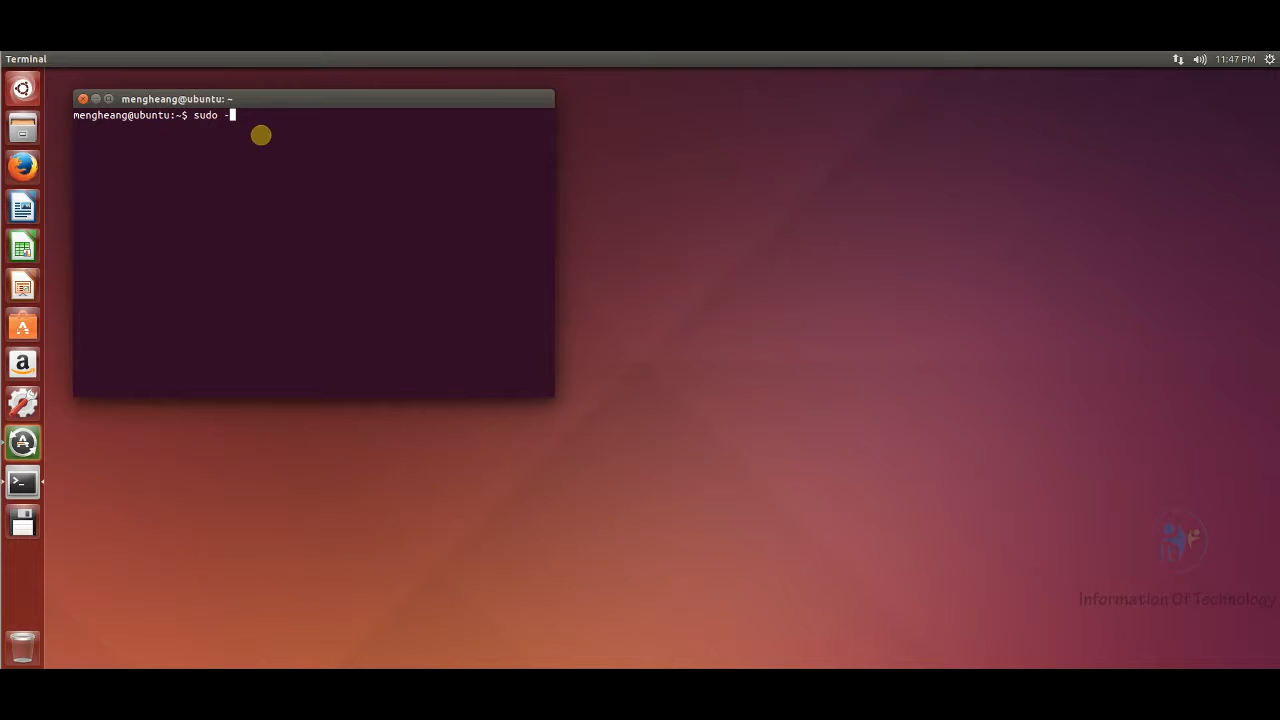 Terminal
11:47 PM
mengheang@ubuntu: ~
mengheang@ubuntu:~$ sudo -
Information Of Technology